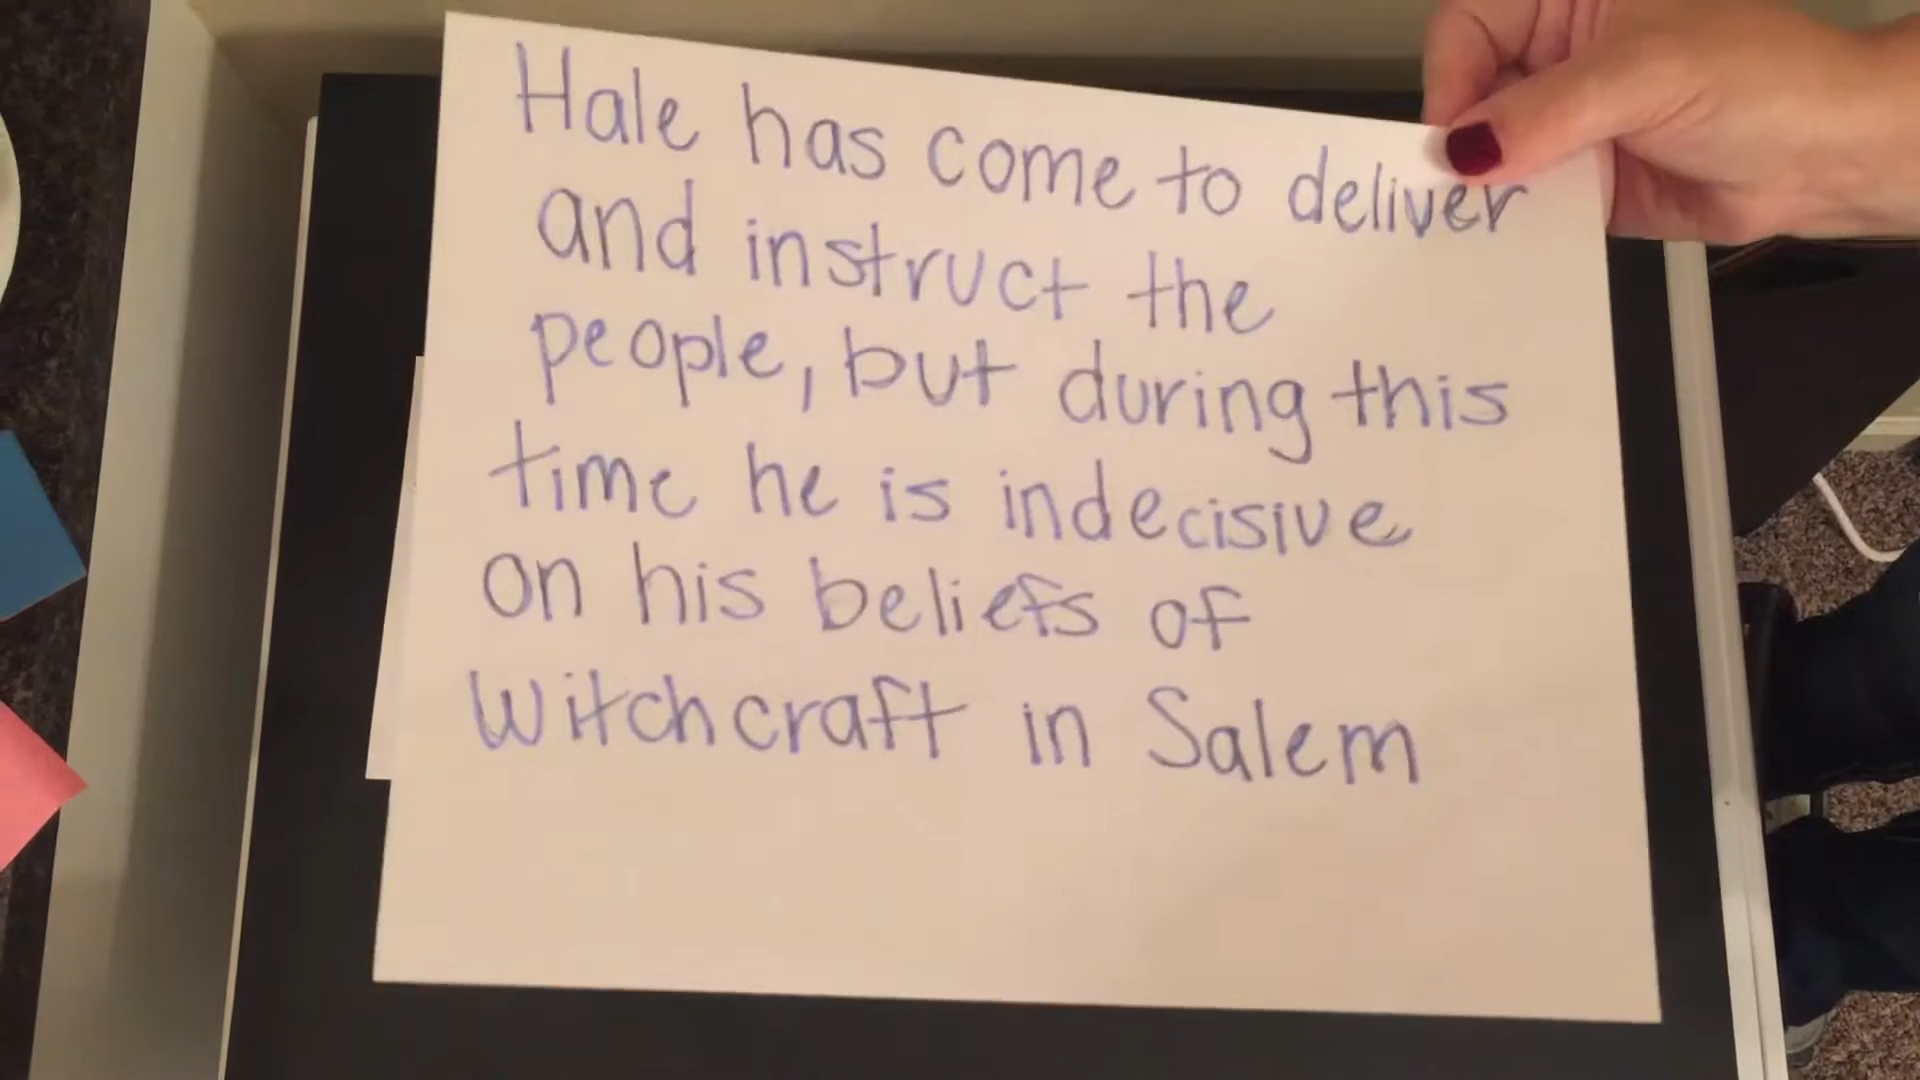 Hale has come to deliver
and instruct the
people, but during this
time he is indecisive
on his beliefs of
Witchcraft in Salem